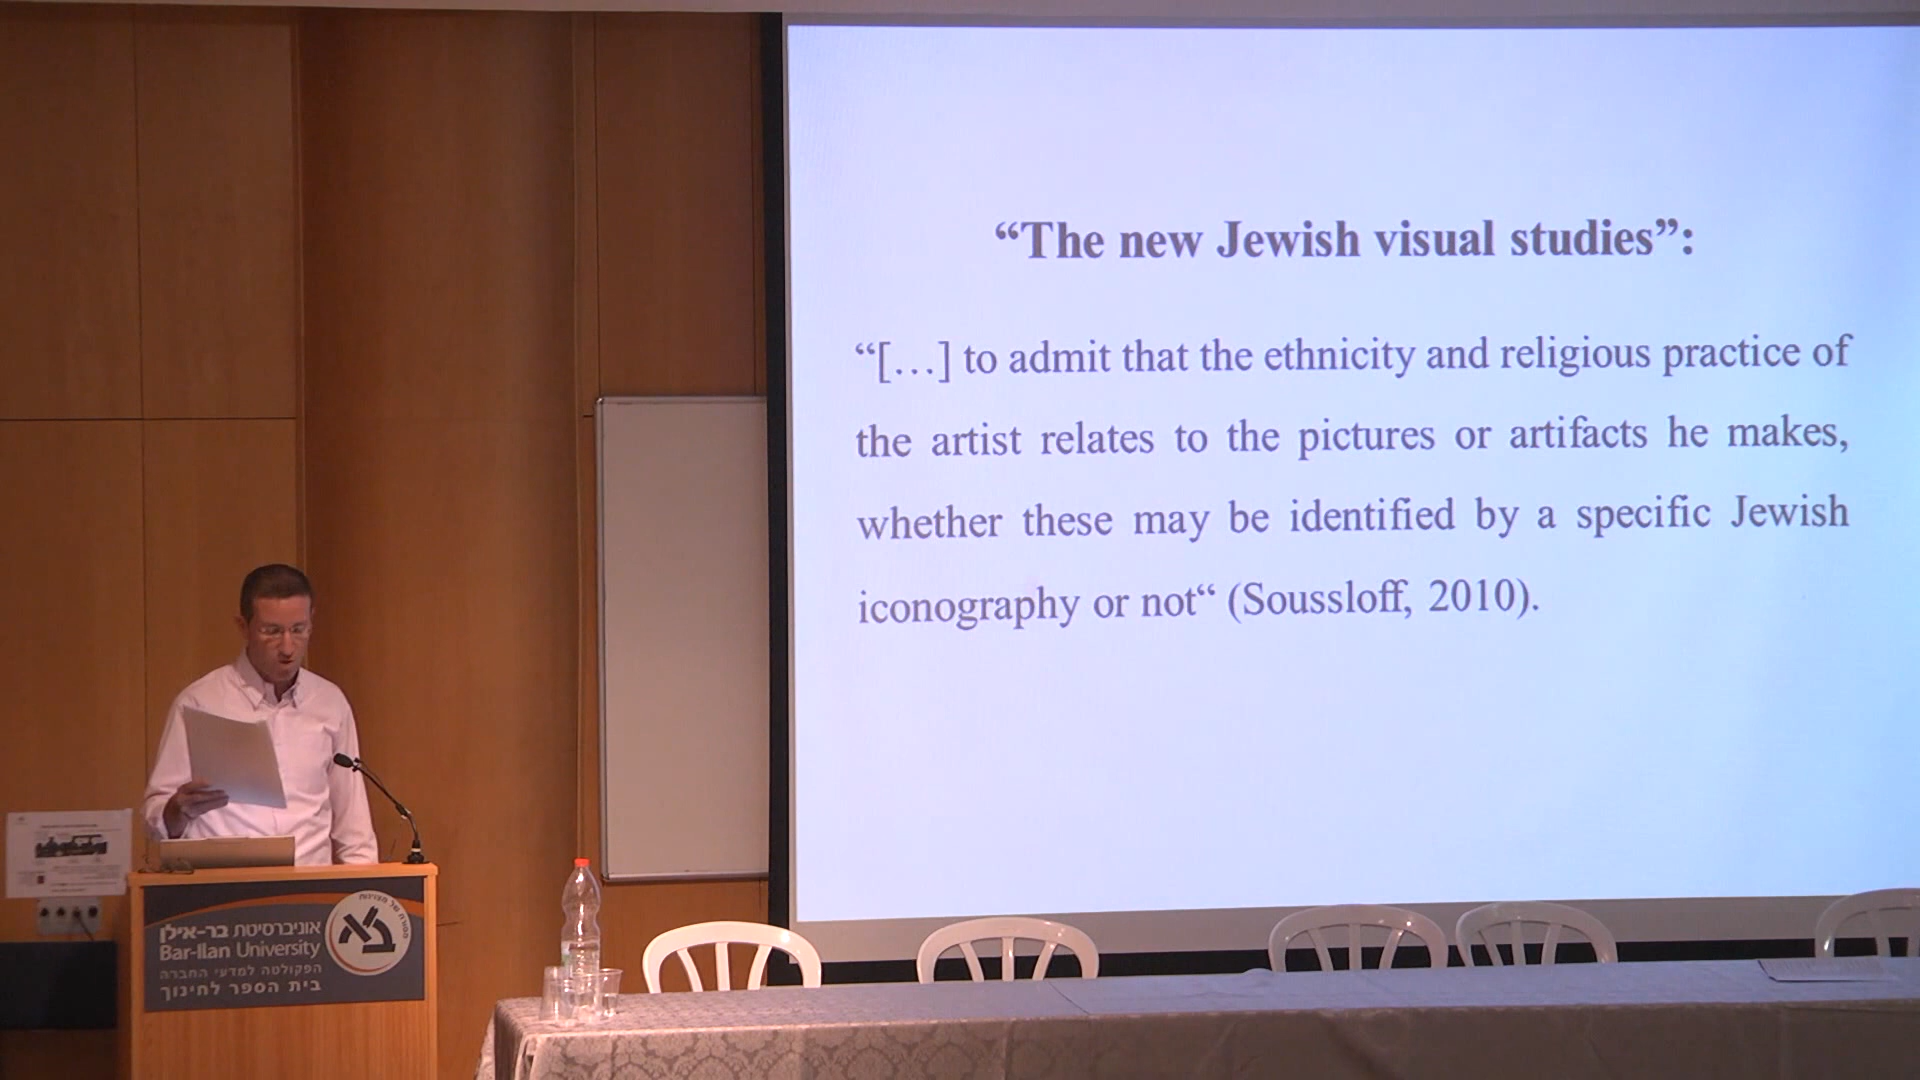 “The new Jewish visual studies”:
“[…] to admit that the ethnicity and religious practice of
the artist relates to the pictures or artifacts he makes,
whether these may be identified by a specific Jewish
iconography or not“ (Soussloff, 2010).
אוניברסיטת בר-אילן
Bar-Ilan University
הפקולטה למדעי החברה
בית הספר לחינוך